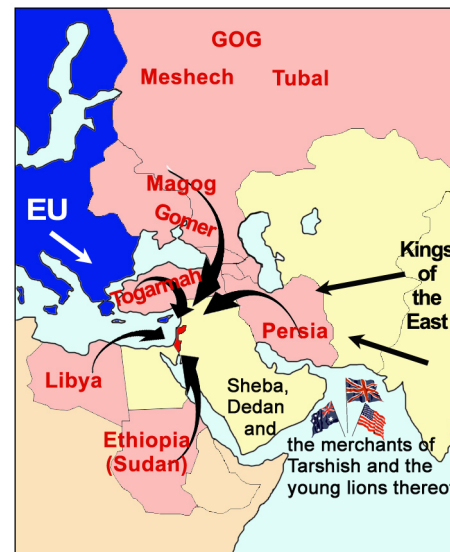 GOG
Meshech Tubal
Magog
Gomer
EU
Togarmah
Kings
of
the
East
Persia
Libya
Sheba,
Dedan
and
Ethiopia
(Sudan)
the merchants of
Tarshish and the
young lions thereof